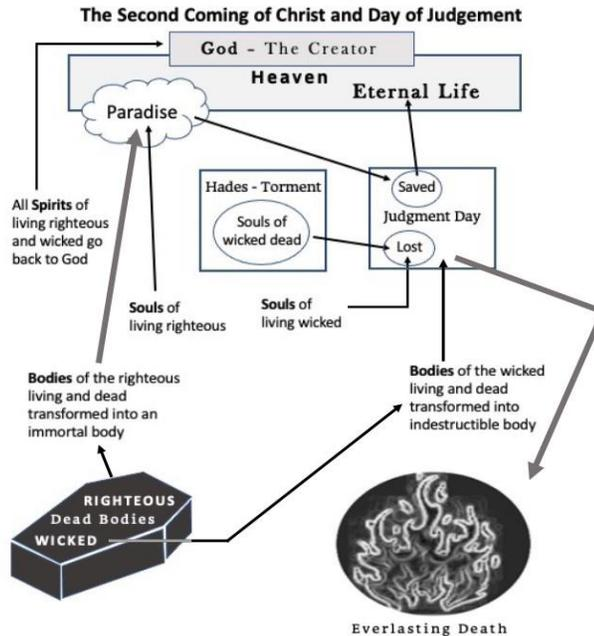 The Second Coming of Christ and Day of Judgement
God - The Creator
Heaven
Eternal Life
Paradise
All Spirits of
living righteous
and wicked go
back to God
Hades - Torment
Souls of
wicked dead
Saved
Judgment Day
Lost
Souls of
living righteous
Souls of
living wicked
Bodies of the righteous
living and dead
transformed into an
immortal body
Bodies of the wicked
living and dead
transformed into
indestructible body
RIGHTEOUS
Dead Bodies
WICKED
Everlasting Death